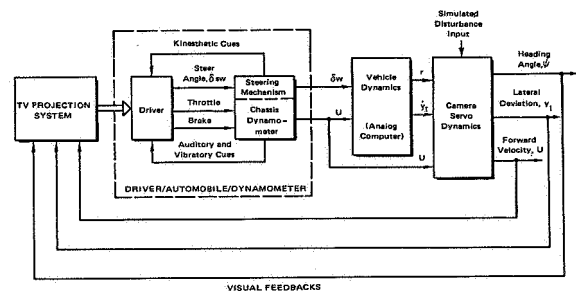 Simulated
Disturbance
Input
Kinesthetic Cues
Steer
Angle, δsw
Steering
Mechanism
δw
Vehicle
Dynamics
(Analog
Computer)
r
ẏI
Camera
Servo
Dynamics
Heading
Angle, ψ
Lateral
Deviation, yI
Forward
Velocity, U
TV PROJECTION
SYSTEM
Driver
Throttle
Brake
Chassis
Dynamo-
meter
U
U
Auditory and
Vibratory Cues
DRIVER/AUTOMOBILE/DYNAMOMETER
VISUAL FEEDBACKS